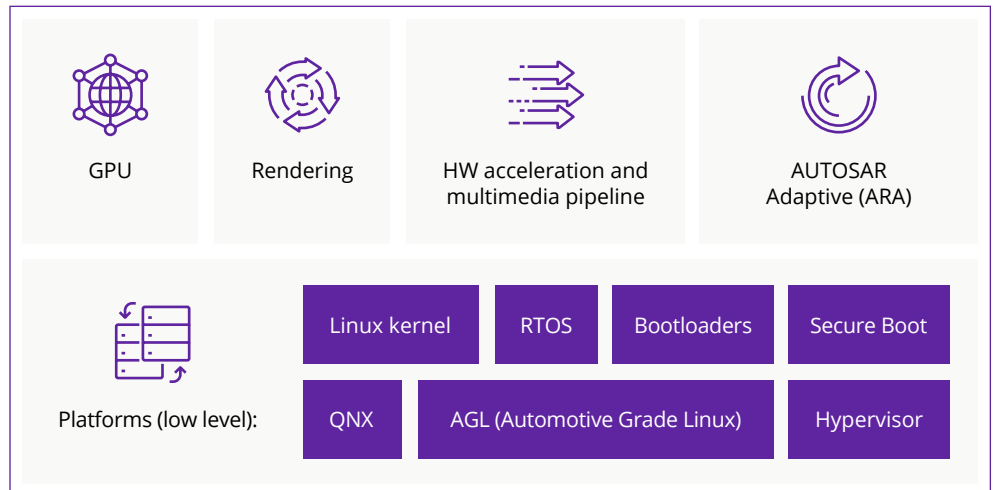 GPU
Rendering
HW acceleration and
multimedia pipeline
AUTOSAR
Adaptive (ARA)
Platforms (low level):
Linux kernel
RTOS
Bootloaders
Secure Boot
QNX
AGL (Automotive Grade Linux)
Hypervisor